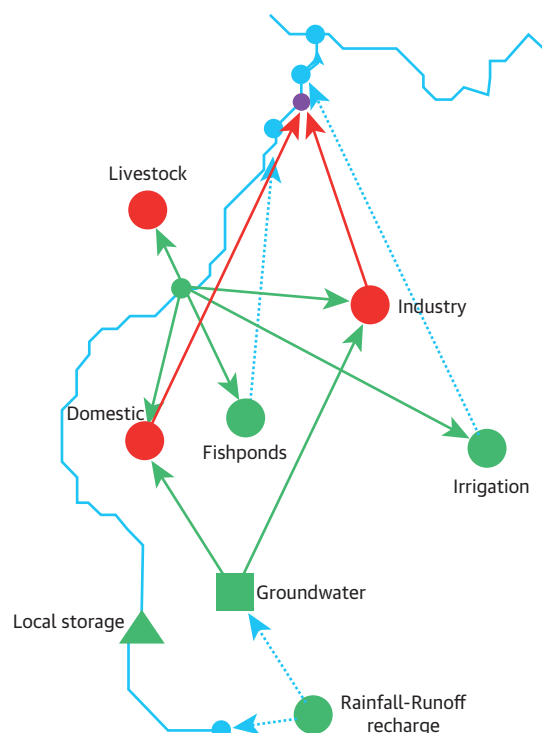 Livestock
Industry
Domestic
Fishponds
Irrigation
Groundwater
Local storage
Rainfall-Runoff
recharge